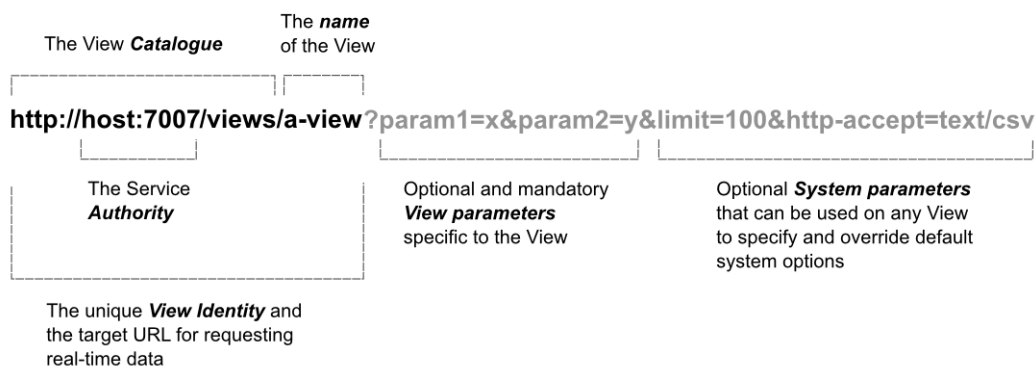 The View Catalogue
The name
of the View
http://host:7007/views/a-view?param1=x&param2=y&limit=100&http-accept=text/csv
The Service
Authority
Optional and mandatory
View parameters
specific to the View
Optional System parameters
that can be used on any View
to specify and override default
system options
The unique View Identity and
the target URL for requesting
real-time data